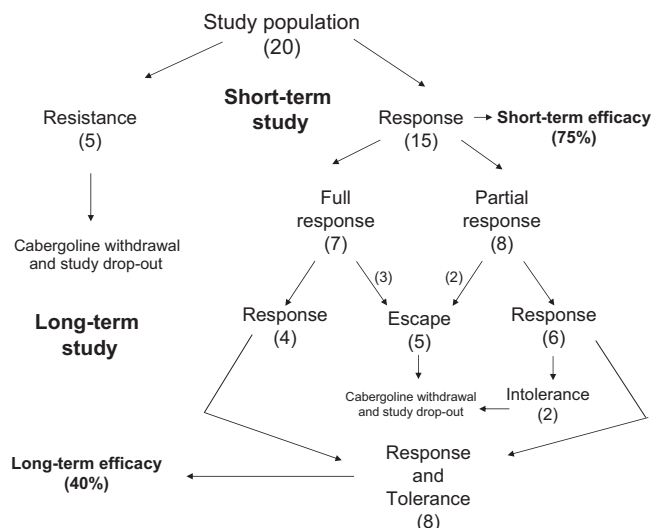 Study population
(20)
Short-term
study
Resistance
(5)
Response
(15)
Short-term efficacy
(75%)
Full
response
(7)
Partial
response
(8)
Cabergoline withdrawal
and study drop-out
(3)
(2)
Long-term
study
Response
(4)
Escape
(5)
Response
(6)
Cabergoline withdrawal
and study drop-out
Intolerance
(2)
Long-term efficacy
(40%)
Response
and
Tolerance
(8)